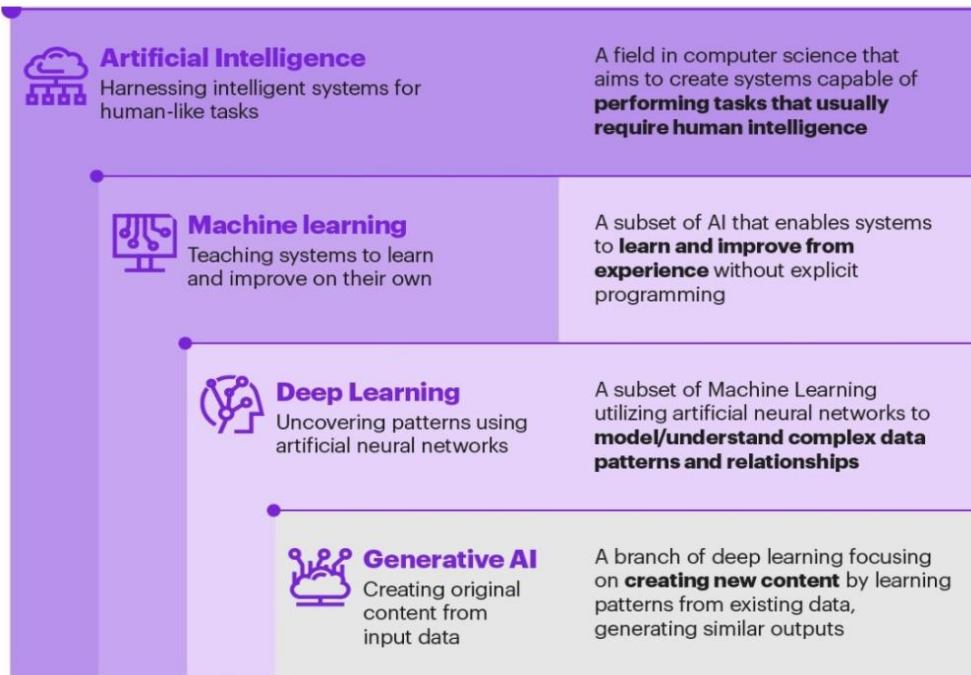 Artificial Intelligence
Harnessing intelligent systems for
human-like tasks
A field in computer science that
aims to create systems capable of
performing tasks that usually
require human intelligence
Machine learning
Teaching systems to learn
and improve on their own
A subset of AI that enables systems
to learn and improve from
experience without explicit
programming
Deep Learning
Uncovering patterns using
artificial neural networks
A subset of Machine Learning
utilizing artificial neural networks to
model/understand complex data
patterns and relationships
Generative AI
Creating original
content from
input data
A branch of deep learning focusing
on creating new content by learning
patterns from existing data,
generating similar outputs